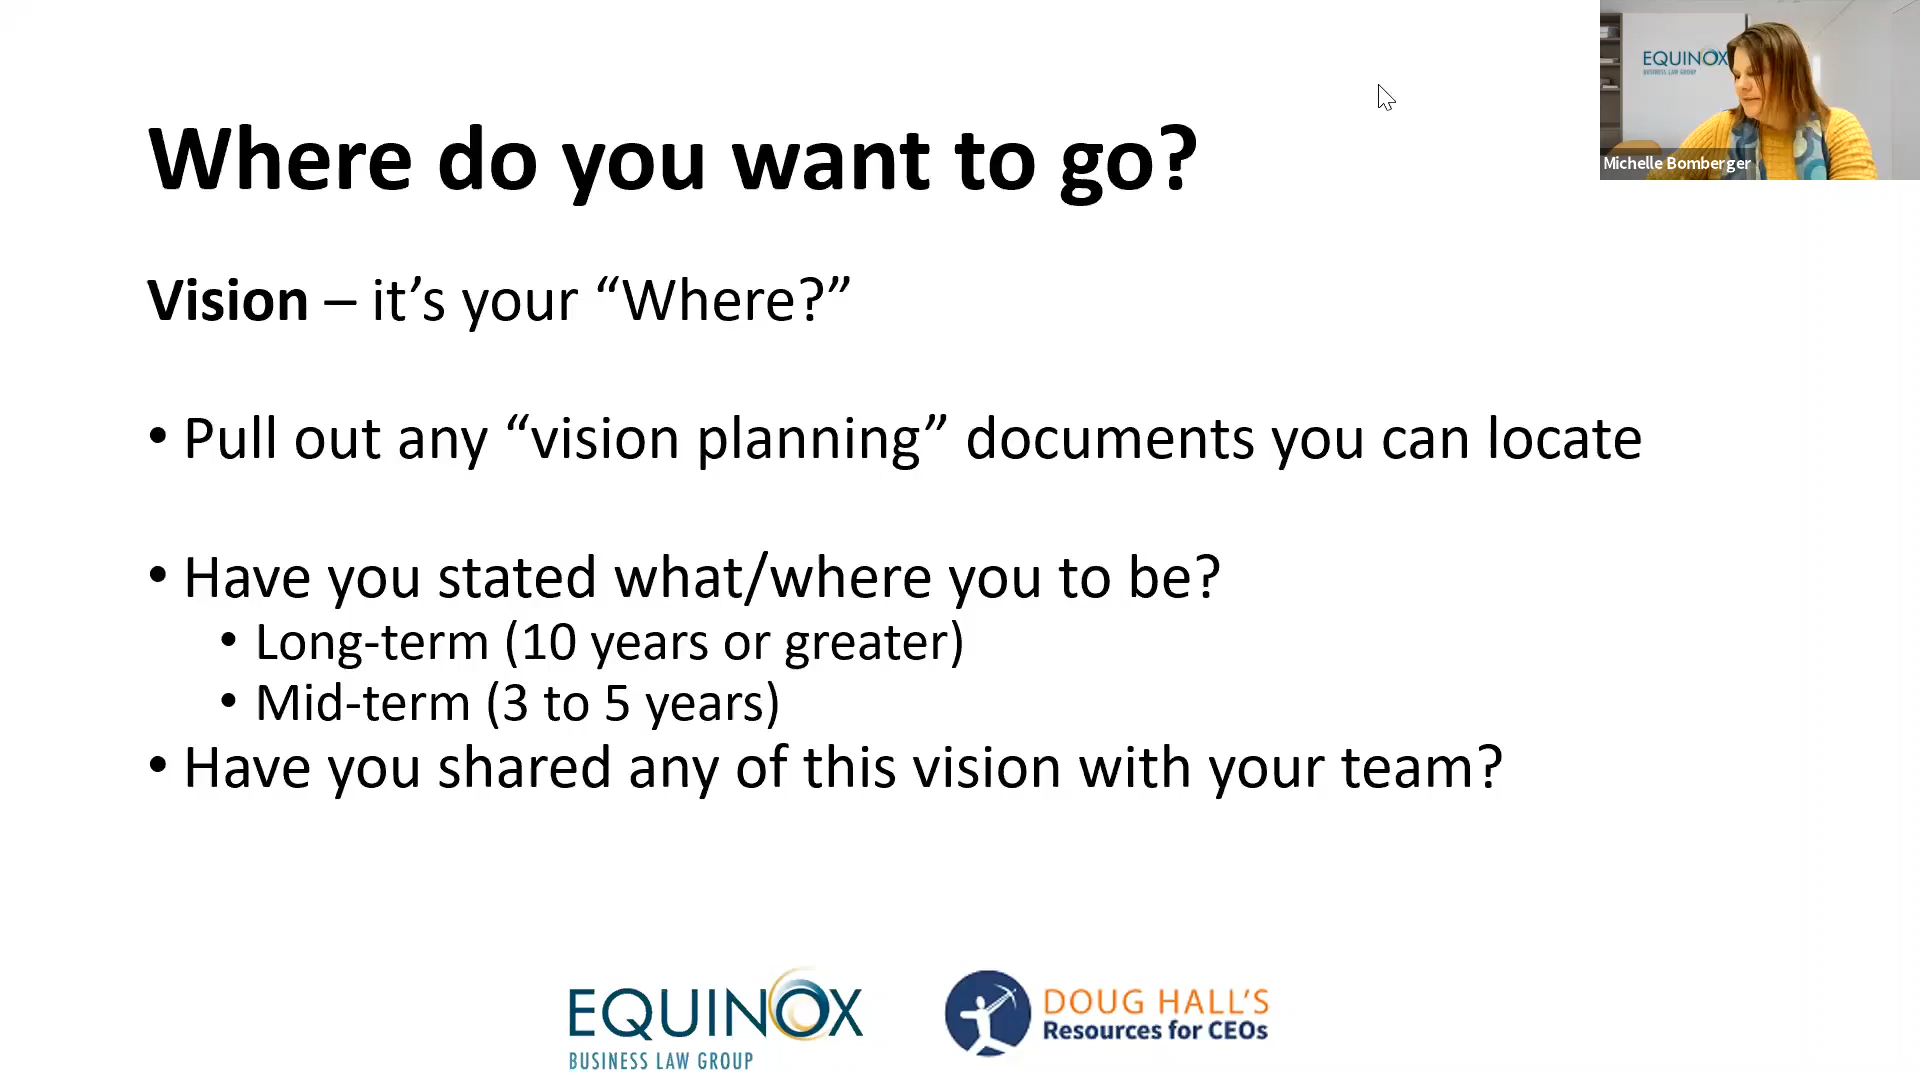 EQUINOX
BUSINESS LAW GROUP
Michelle Bomberger
Where do you want to go?
Vision – it’s your “Where?”
• Pull out any “vision planning” documents you can locate
• Have you stated what/where you to be?
• Long-term (10 years or greater)
• Mid-term (3 to 5 years)
• Have you shared any of this vision with your team?
EQUINOX
BUSINESS LAW GROUP
DOUG HALL’S
Resources for CEOs